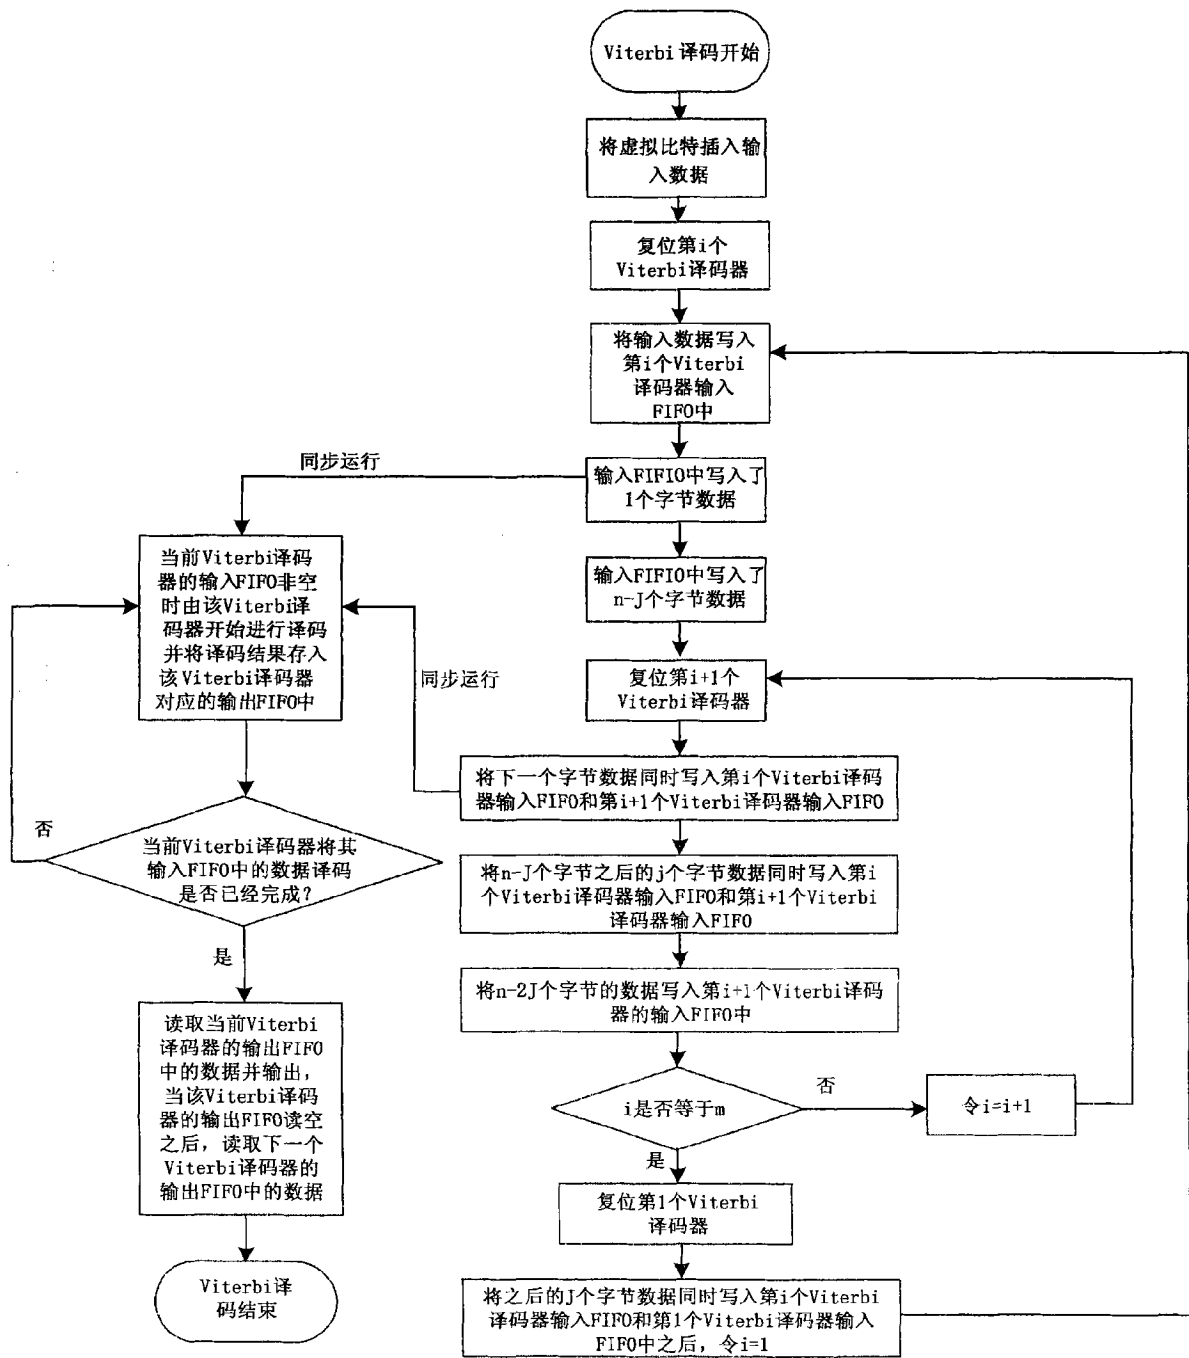 Viterbi 译码开始
将虚拟比特插入输
入数据
复位第i个
Viterbi译码器
将输入数据写入
第i个Viterbi
译码器输入
FIFO中
同步运行
输入FIFIO中写入了
1个字节数据
输入FIFIO中写入了
n-J个字节数据
当前Viterbi译码
器的输入FIFO非空
时由该Viterbi译
码器开始进行译码
并将译码结果存入
该Viterbi译码器
对应的输出FIFO中
同步运行
复位第i+1个
Viterbi译码器
将下一个字节数据同时写入第i个Viterbi译码
器输入FIFO和第i+1个Viterbi译码器输入FIFO
否
当前Viterbi译码器将其
输入FIFO中的数据译码
是否已经完成?
将n-J个字节之后的j个字节数据同时写入第i
个Viterbi译码器输入FIFO和第i+1个Viterbi
译码器输入FIFO
是
将n-2J个字节的数据写入第i+1个Viterbi译码
器的输入FIFO中
读取当前Viterbi
译码器的输出FIFO
中的数据并输出,
当该Viterbi译码
器的输出FIFO读空
之后，读取下一个
Viterbi译码器的
输出FIFO中的数据
i是否等于m
否
令i=i+1
是
复位第1个Viterbi
译码器
Viterbi译
码结束
将之后的J个字节数据同时写入第i个Viterbi
译码器输入FIFO和第1个Viterbi译码器输入
FIFO中之后，令i=1